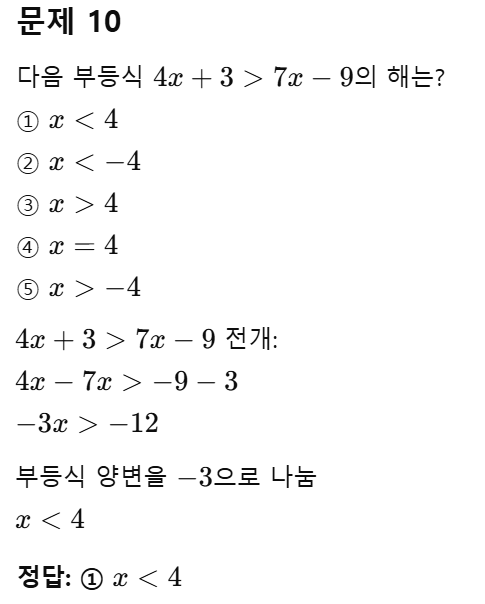 문제 10
다음 부등식 4x + 3 > 7x − 9의 해는?
① x < 4
② x < −4
③ x > 4
④ x = 4
⑤ x > −4
4x + 3 > 7x − 9 전개:
4x − 7x > −9 − 3
−3x > −12
부등식 양변을 −3으로 나눔
x < 4
정답: ① x < 4